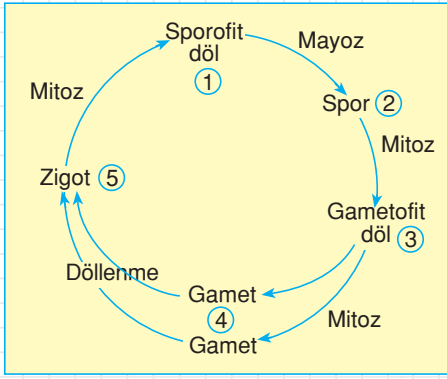 Sporofit
döl
1
Mayoz
Spor 2
Mitoz
Gametofit
döl 3
Mitoz
Gamet
4
Gamet
Döllenme
Zigot 5
Mitoz